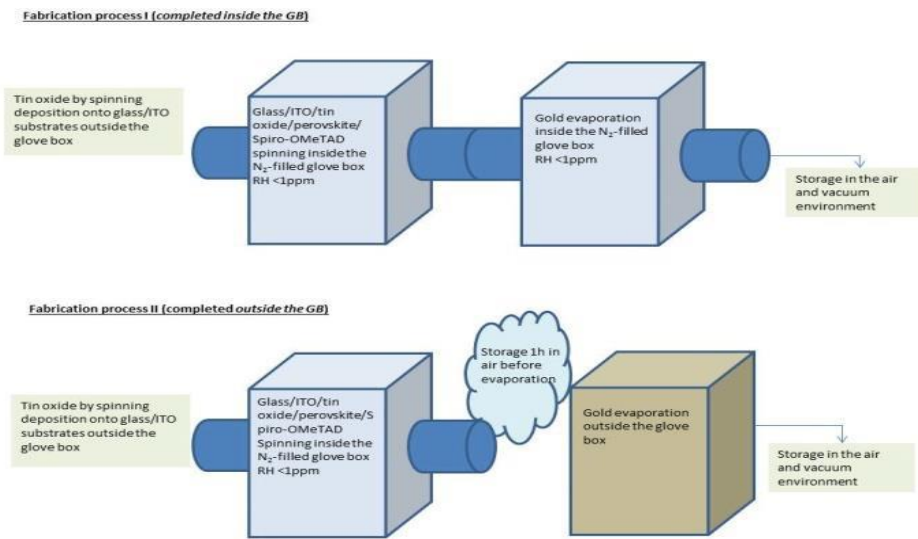 Fabrication process I (completed inside the GB)
Tin oxide by spinning
deposition onto glass/ITO
substrates outside the
glove box
Glass/ITO/tin
oxide/perovskite/
Spiro-OMeTAD
spinning inside the
N₂-filled glove box
RH <1ppm
Gold evaporation
inside the N₂-filled
glove box
RH <1ppm
Storage in the air
and vacuum
environment
Fabrication process II (completed outside the GB)
Storage 1h in
air before
evaporation
Tin oxide by spinning
deposition onto glass/ITO
substrates outside the
glove box
Glass/ITO/tin
oxide/perovskite/S
piro-OMeTAD
Spinning inside the
N₂-filled glove box
RH <1ppm
Gold evaporation
outside the glove
box
Storage in the air
and vacuum
environment